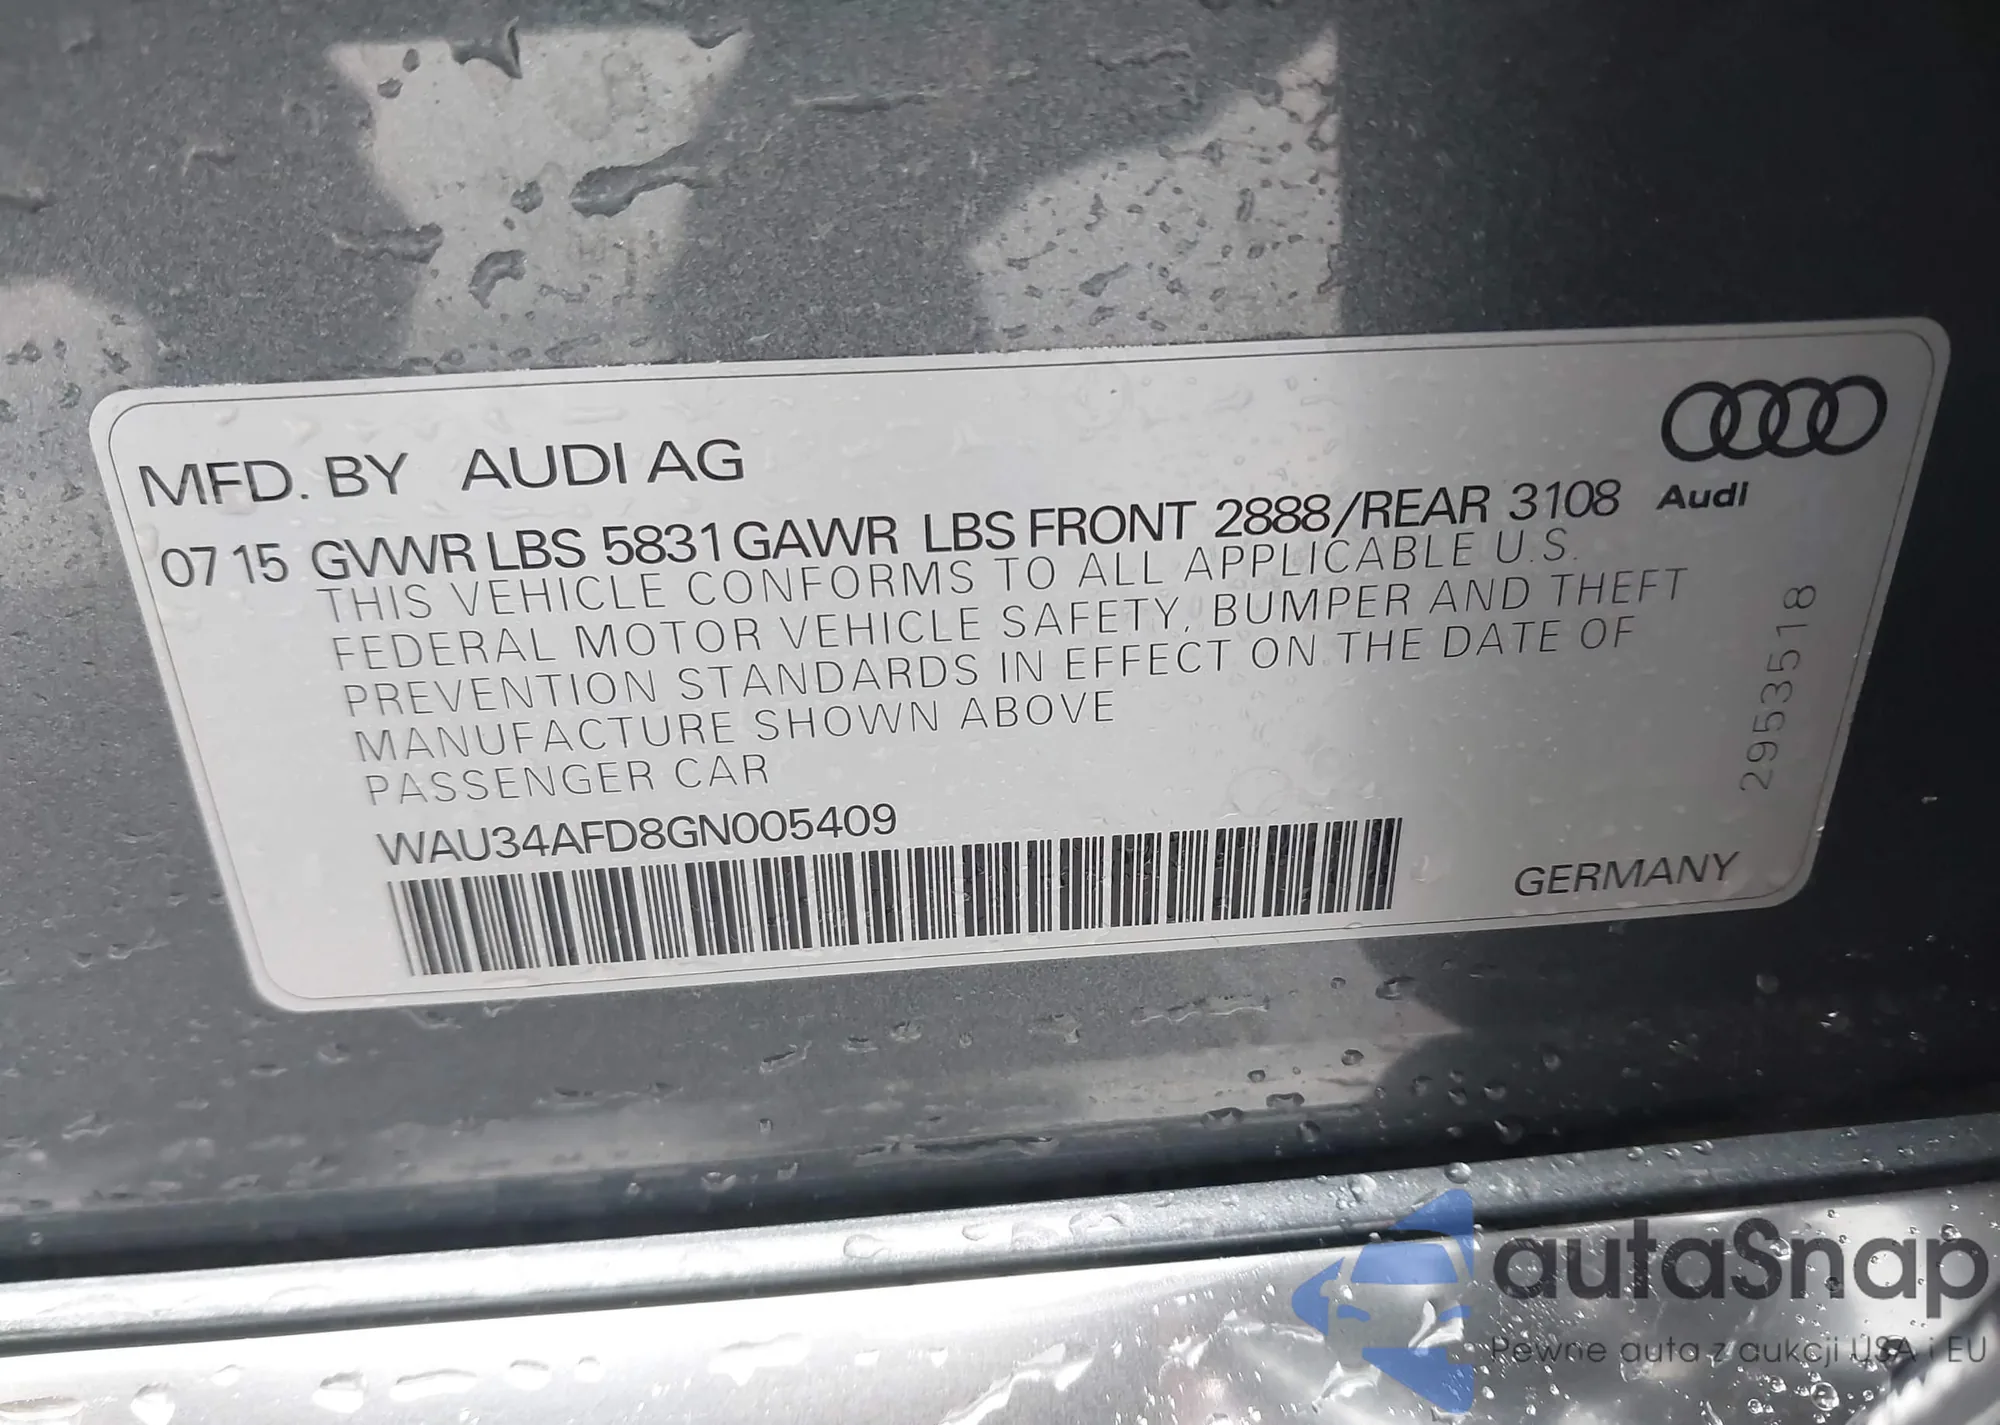 MFD. BY AUDI AG
Audi
07 15 GVWR LBS 5831 GAWR LBS FRONT 2888/REAR 3108
THIS VEHICLE CONFORMS TO ALL APPLICABLE U.S.
FEDERAL MOTOR VEHICLE SAFETY, BUMPER AND THEFT
PREVENTION STANDARDS IN EFFECT ON THE DATE OF
MANUFACTURE SHOWN ABOVE
PASSENGER CAR
WAU34AFD8GN005409
GERMANY
2953518
autaSnap
Pewne auta z aukcji USA i EU